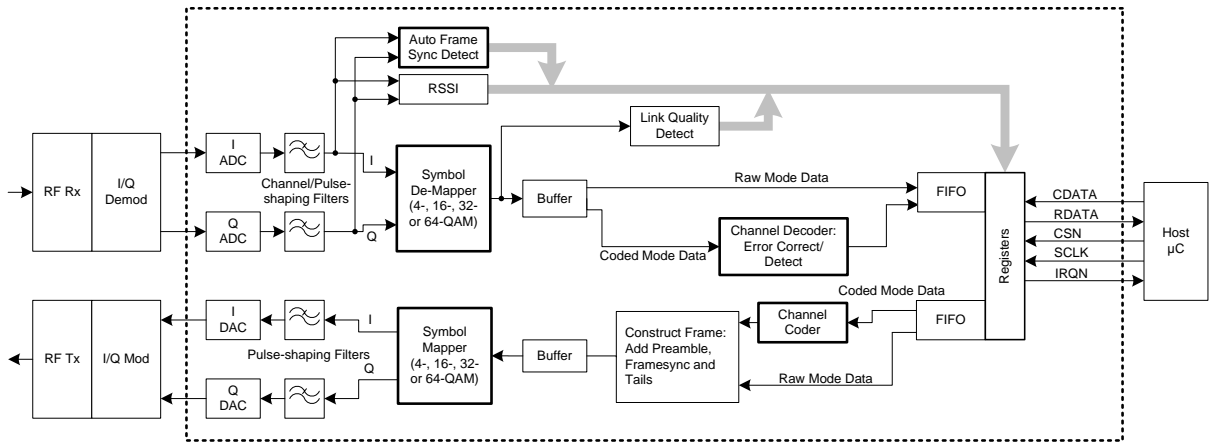 Auto Frame
Sync Detect
RSSI
Link Quality
Detect
RF Rx
I/Q
Demod
I
ADC
I
Channel/Pulse-
shaping Filters
Q
ADC
Q
Symbol
De-Mapper
(4-, 16-, 32-
or 64-QAM)
Buffer
Raw Mode Data
Coded Mode Data
Channel Decoder:
Error Correct/
Detect
FIFO
Registers
CDATA
RDATA
CSN
SCLK
IRQN
Host
µC
RF Tx
I/Q Mod
I
DAC
I
Pulse-shaping Filters
Q
DAC
Q
Symbol
Mapper
(4-, 16-, 32-
or 64-QAM)
Buffer
Construct Frame:
Add Preamble,
Framesync and
Tails
Channel
Coder
Coded Mode Data
FIFO
Raw Mode Data